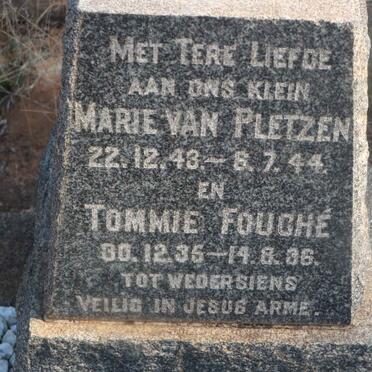 MET TERE LIEFDE
AAN ONS KLEIN
MARIE VAN PLETZEN
22.12.43 – 6.7.44.
EN
TOMMIE FOUCHÉ
30.12.35 – 14.6.36.
TOT WEDERSIENS
VEILIG IN JESUS ARME.